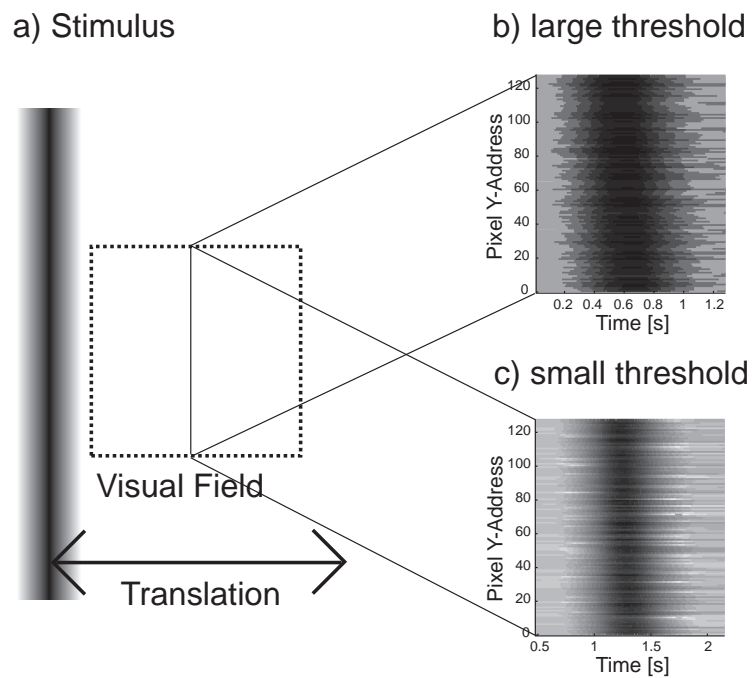 a) Stimulus
Visual Field
Translation
b) large threshold
Pixel Y-Address
120
100
80
60
40
20
0
0.2 0.4 0.6 0.8 1 1.2
Time [s]
c) small threshold
Pixel Y-Address
120
100
80
60
40
20
0
0.5 1 1.5 2
Time [s]